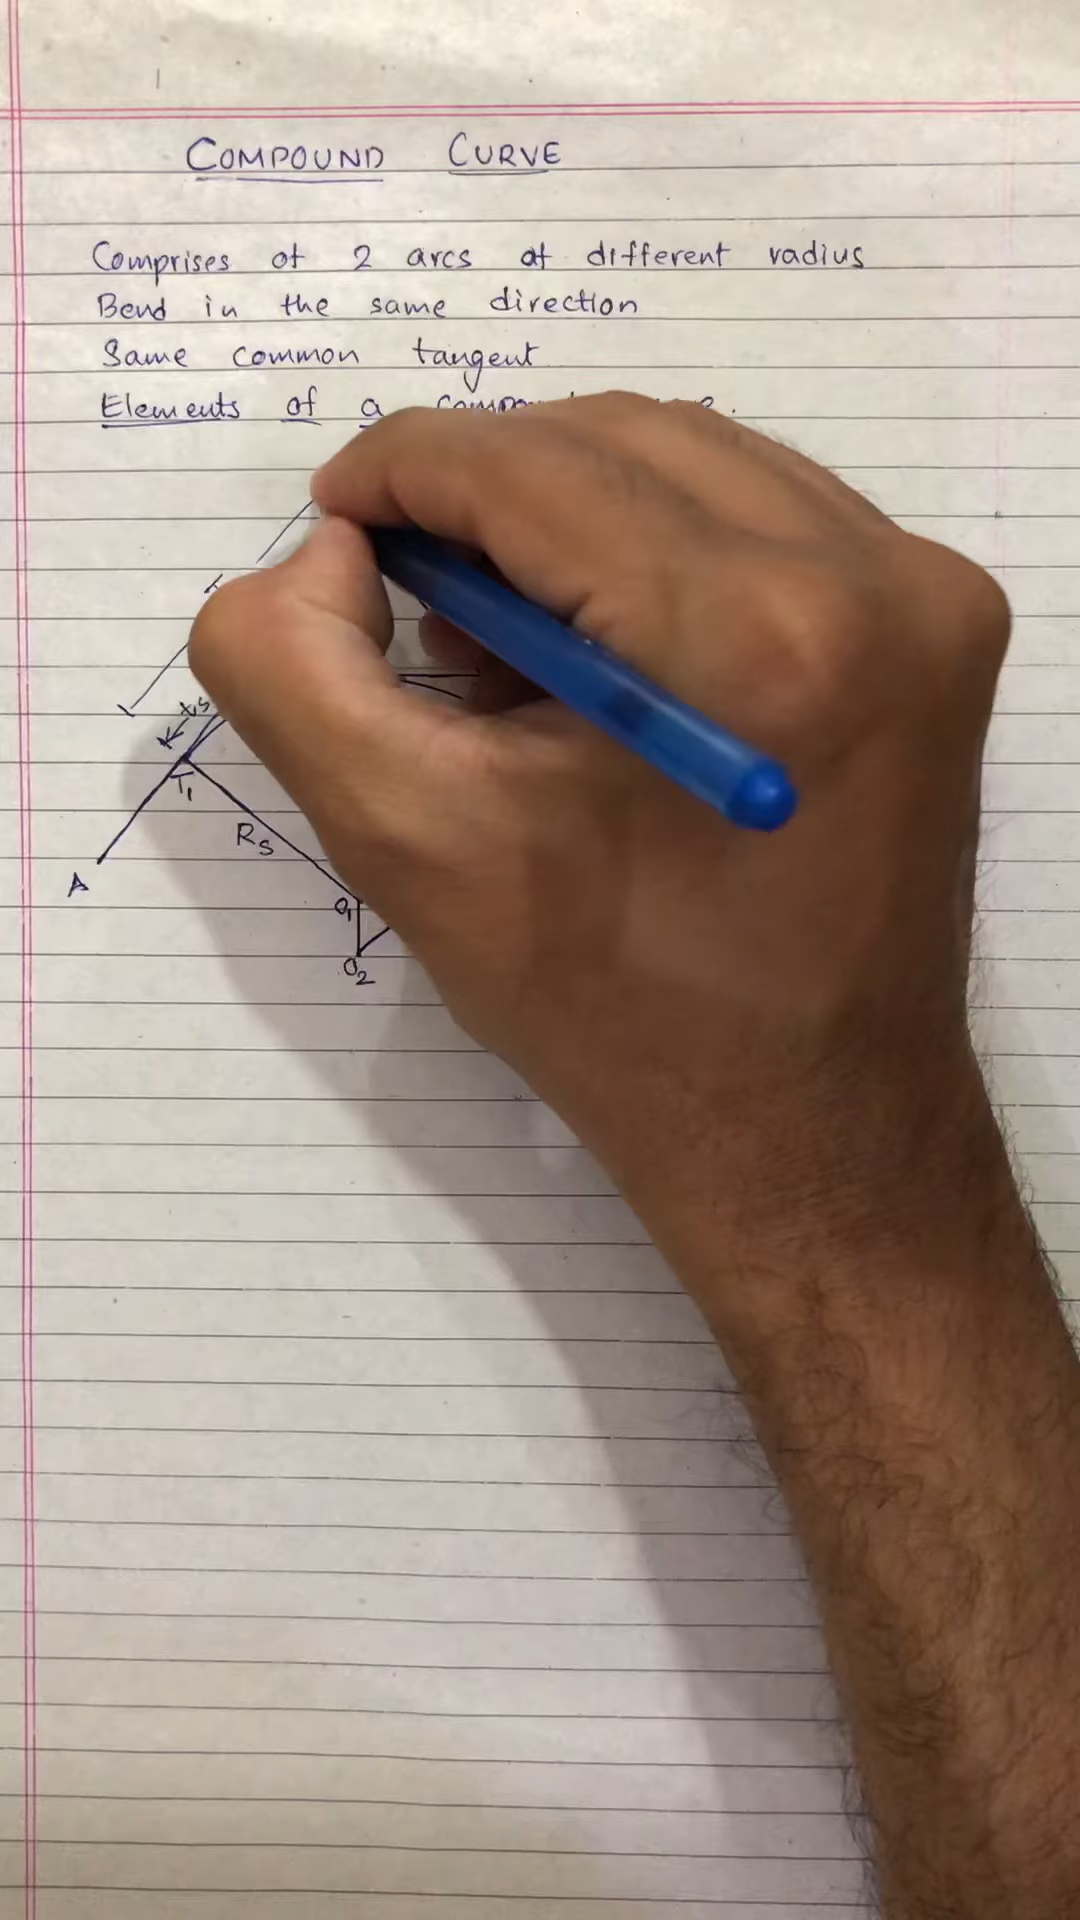 COMPOUND CURVE
Comprises of 2 arcs of different radius
Bend in the same direction
Same common tangent
Elements of a
ts
T1
Rs
A
O1
O2